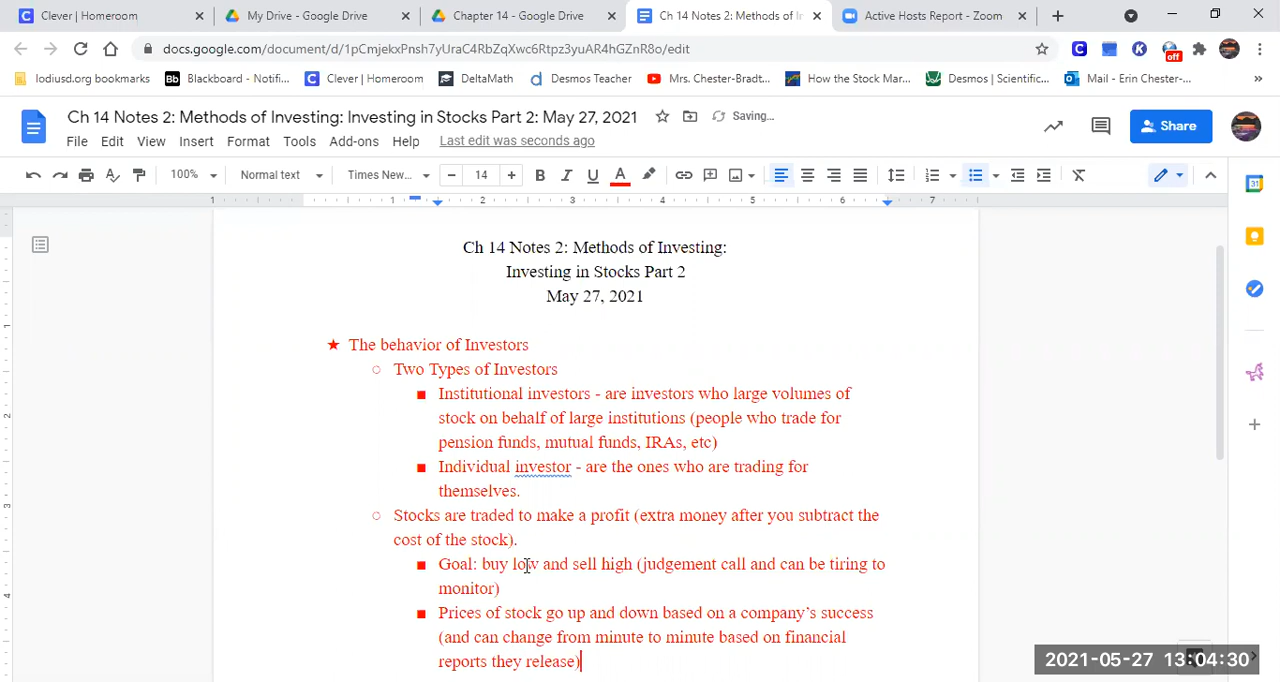 Clever | Homeroom
My Drive - Google Drive
Chapter 14 - Google Drive
Ch 14 Notes 2: Methods of In
Active Hosts Report - Zoom
docs.google.com/document/d/1pCmjekxPnsh7yUraC4RbZqXwc6Rtpz3yuAR4hGZnR8o/edit
off
lodiusd.org bookmarks
Bb Blackboard - Notifi...
C Clever | Homeroom
DeltaMath
Desmos Teacher
Mrs. Chester-Bradt...
How the Stock Mar...
Desmos | Scientific...
Mail - Erin Chester-...
Ch 14 Notes 2: Methods of Investing: Investing in Stocks Part 2: May 27, 2021
Saving...
File Edit View Insert Format Tools Add-ons Help Last edit was seconds ago
Share
100% Normal text Times New... 14 B I U A
1 1 2 3 4 5 6 7
Ch 14 Notes 2: Methods of Investing:
Investing in Stocks Part 2
May 27, 2021
★ The behavior of Investors
○ Two Types of Investors
■ Institutional investors - are investors who large volumes of
stock on behalf of large institutions (people who trade for
pension funds, mutual funds, IRAs, etc)
■ Individual investor - are the ones who are trading for
themselves.
○ Stocks are traded to make a profit (extra money after you subtract the
cost of the stock).
■ Goal: buy low and sell high (judgement call and can be tiring to
monitor)
■ Prices of stock go up and down based on a company's success
(and can change from minute to minute based on financial
reports they release)
2021-05-27 13:04:30